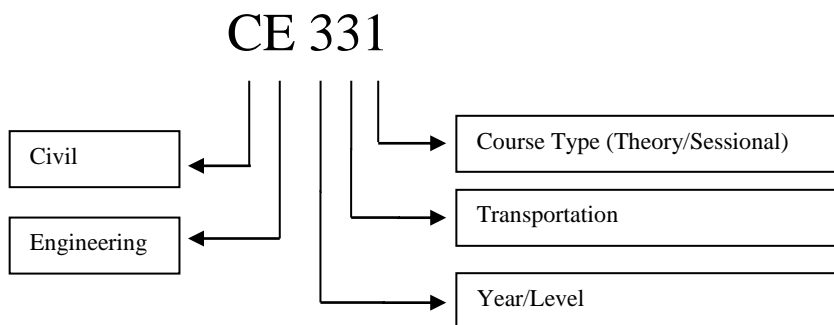 CE 331
Civil
Course Type (Theory/Sessional)
Transportation
Engineering
Year/Level